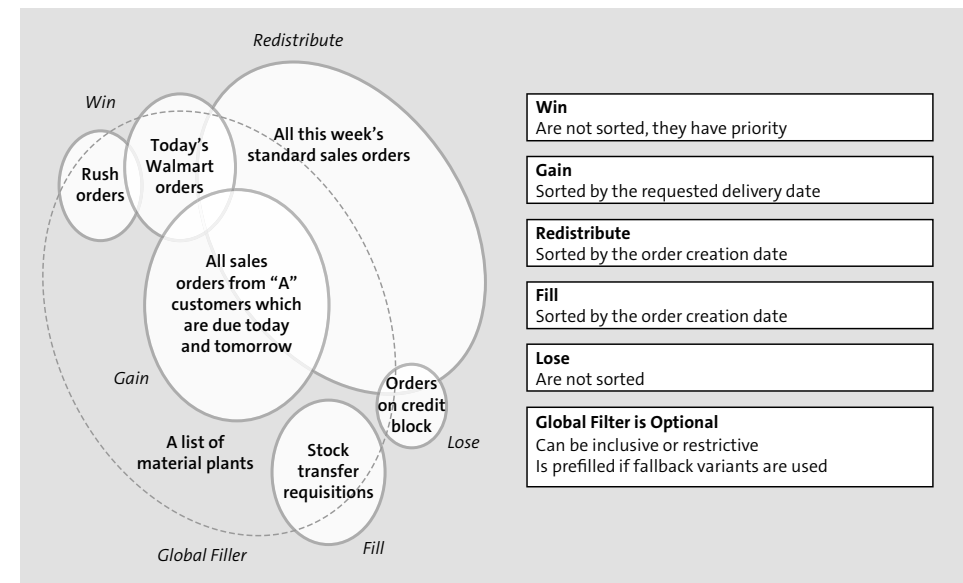 Redistribute
Win
All this week's
standard sales orders
Today's
Walmart
orders
Rush
orders
All sales
orders from “A”
customers which
are due today
and tomorrow
Gain
Orders
on credit
block
Lose
A list of
material plants
Stock
transfer
requisitions
Global Filler
Fill
Win
Are not sorted, they have priority
Gain
Sorted by the requested delivery date
Redistribute
Sorted by the order creation date
Fill
Sorted by the order creation date
Lose
Are not sorted
Global Filter is Optional
Can be inclusive or restrictive
Is prefilled if fallback variants are used